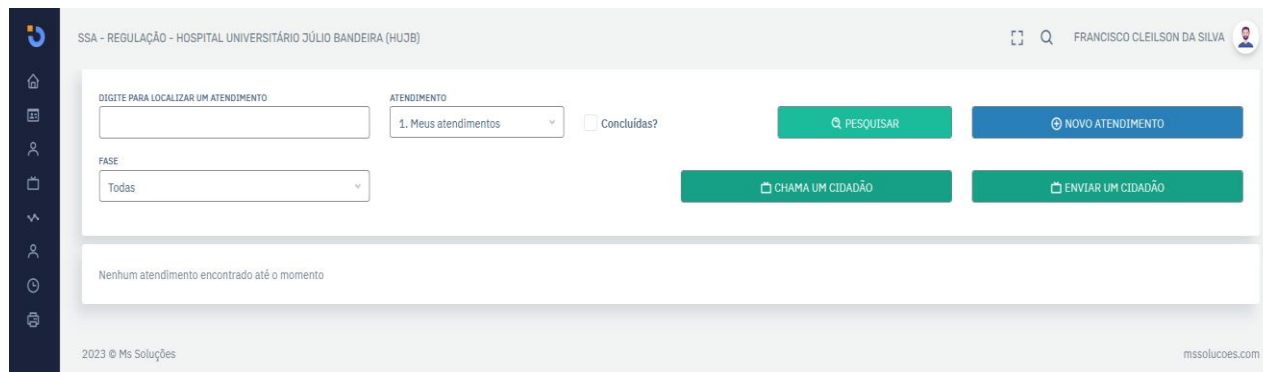 SSA - REGULAÇÃO - HOSPITAL UNIVERSITÁRIO JÚLIO BANDEIRA (HUJB)
FRANCISCO CLEILSON DA SILVA
DIGITE PARA LOCALIZAR UM ATENDIMENTO
ATENDIMENTO
1. Meus atendimentos
Concluídas?
PESQUISAR
NOVO ATENDIMENTO
FASE
Todas
CHAMA UM CIDADÃO
ENVIAR UM CIDADÃO
Nenhum atendimento encontrado até o momento
2023 © Ms Soluções
mssolucoes.com